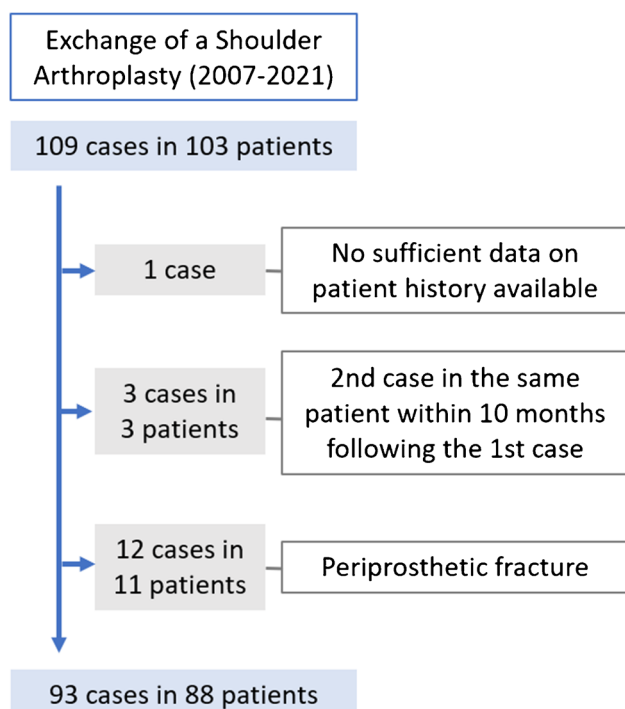 Exchange of a Shoulder
Arthroplasty (2007-2021)
109 cases in 103 patients
1 case
No sufficient data on
patient history available
3 cases in
3 patients
2nd case in the same
patient within 10 months
following the 1st case
12 cases in
11 patients
Periprosthetic fracture
93 cases in 88 patients